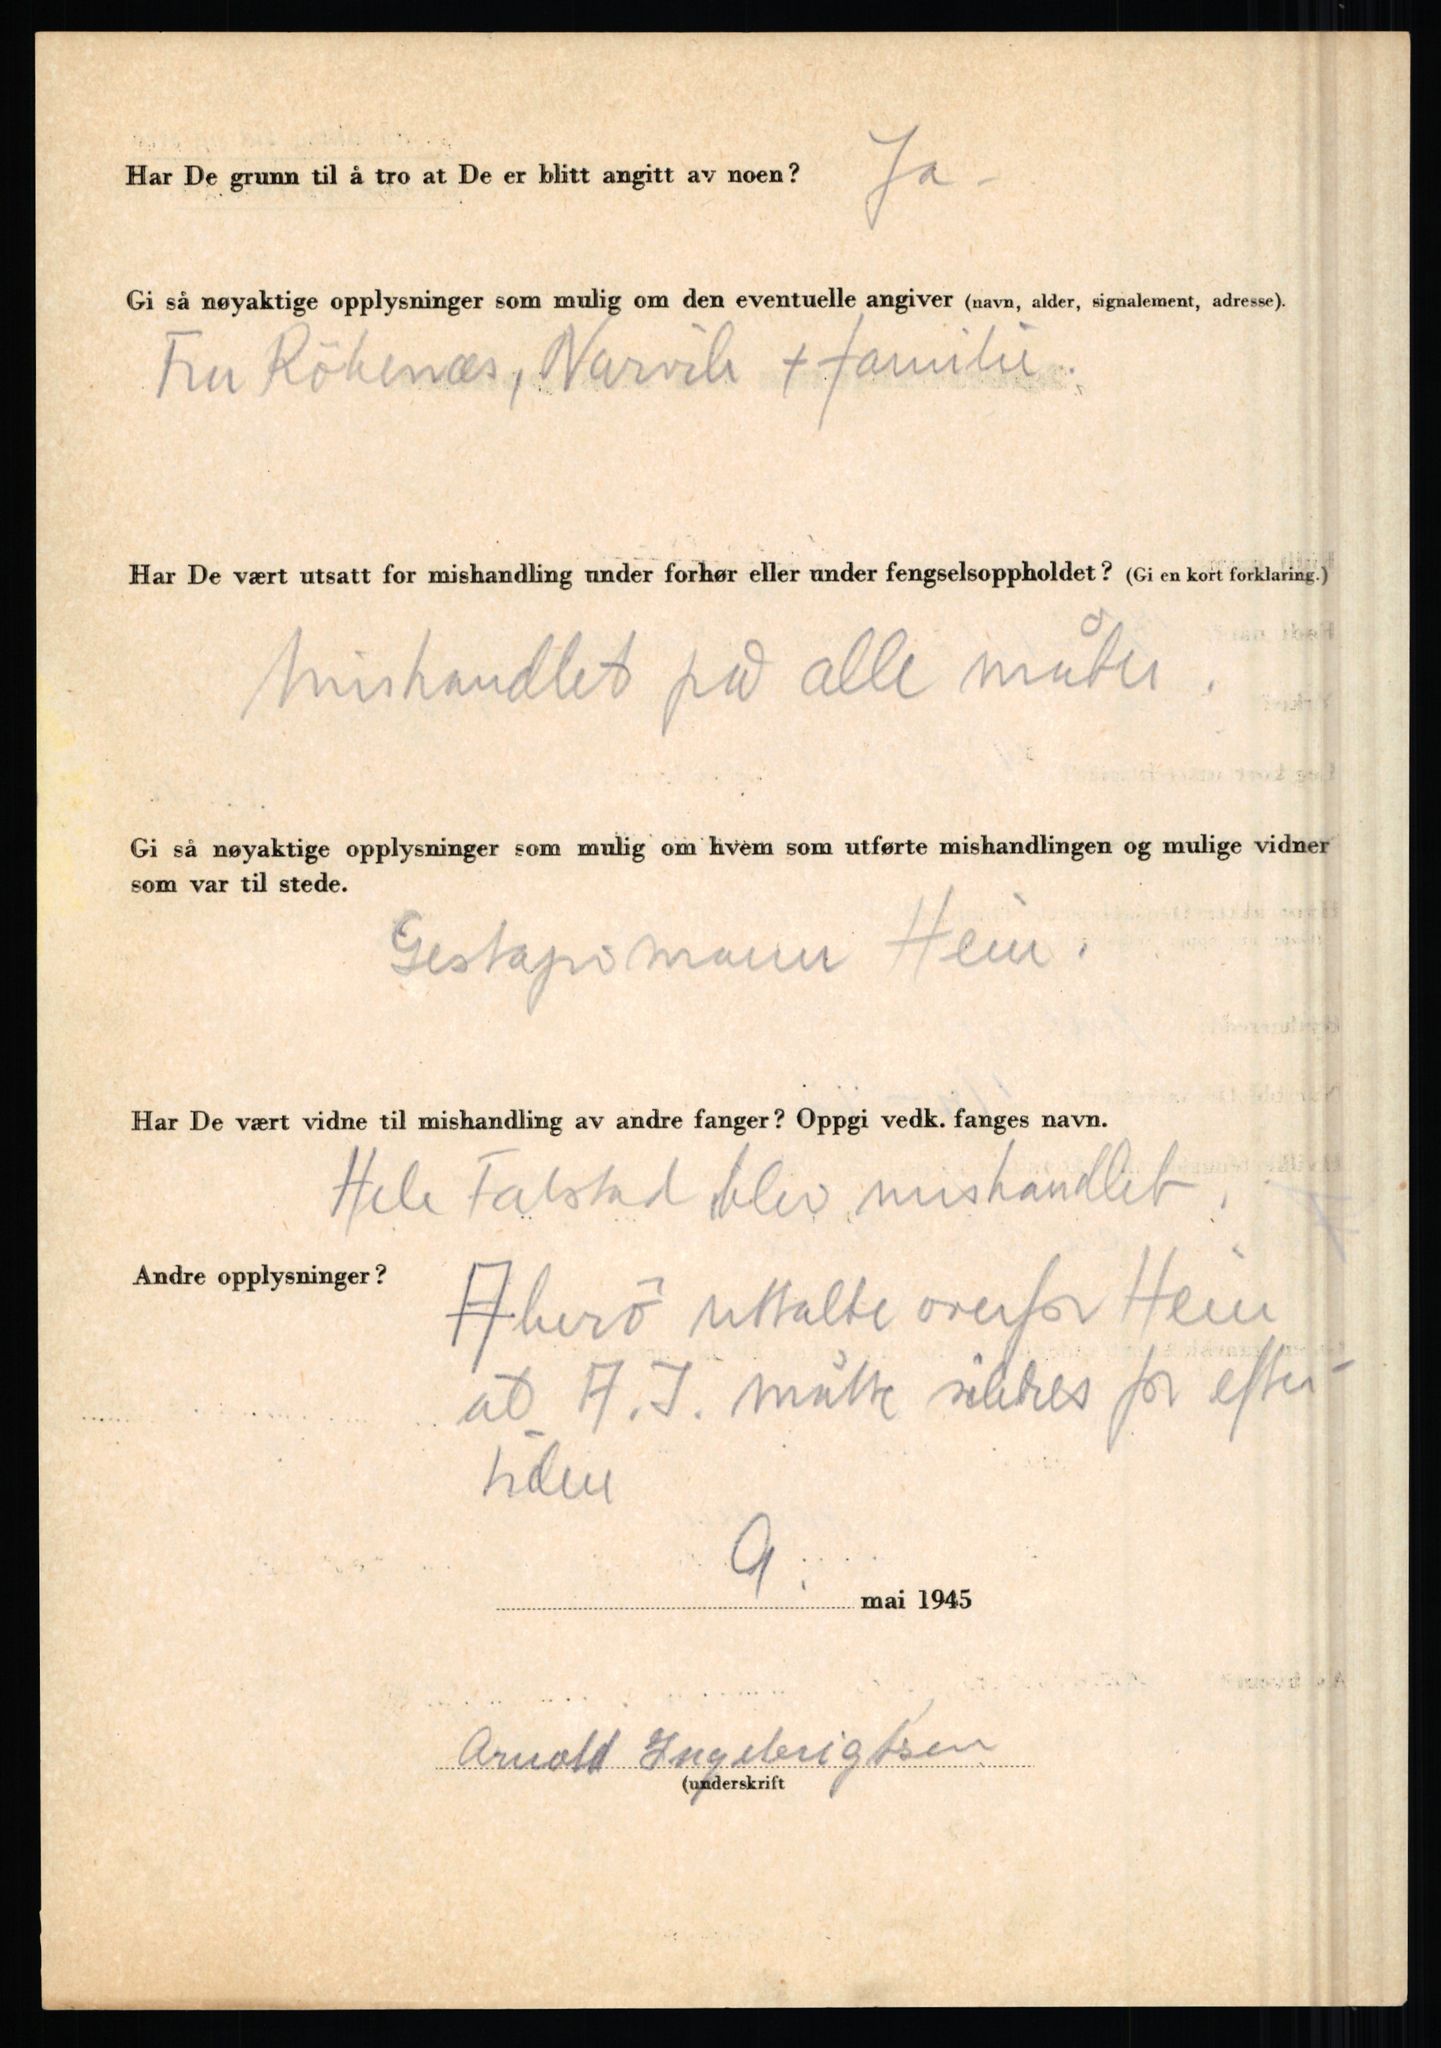 Har De grunn til å tro at De er blitt angitt av noen? Ja -
Gi så nøyaktige opplysninger som mulig om den eventuelle angiver (navn, alder, signalement, adresse).
Fru Rökenæs, Narvik + familie.
Har De vært utsatt for mishandling under forhør eller under fengselsoppholdet? (Gi en kort forklaring.)
Mishandlet på alle måter.
Gi så nøyaktige opplysninger som mulig om hvem som utførte mishandlingen og mulige vidner
som var til stede.
Gestapomann Hein.
Har De vært vidne til mishandling av andre fanger? Oppgi vedk. fanges navn.
Hele Falstad blev mishandlet.
Andre opplysninger?
uttalte overfor Hein
at A. I. måtte sikres for efter-
tiden
9. mai 1945
Arnold Ingebrigtsen
(underskrift